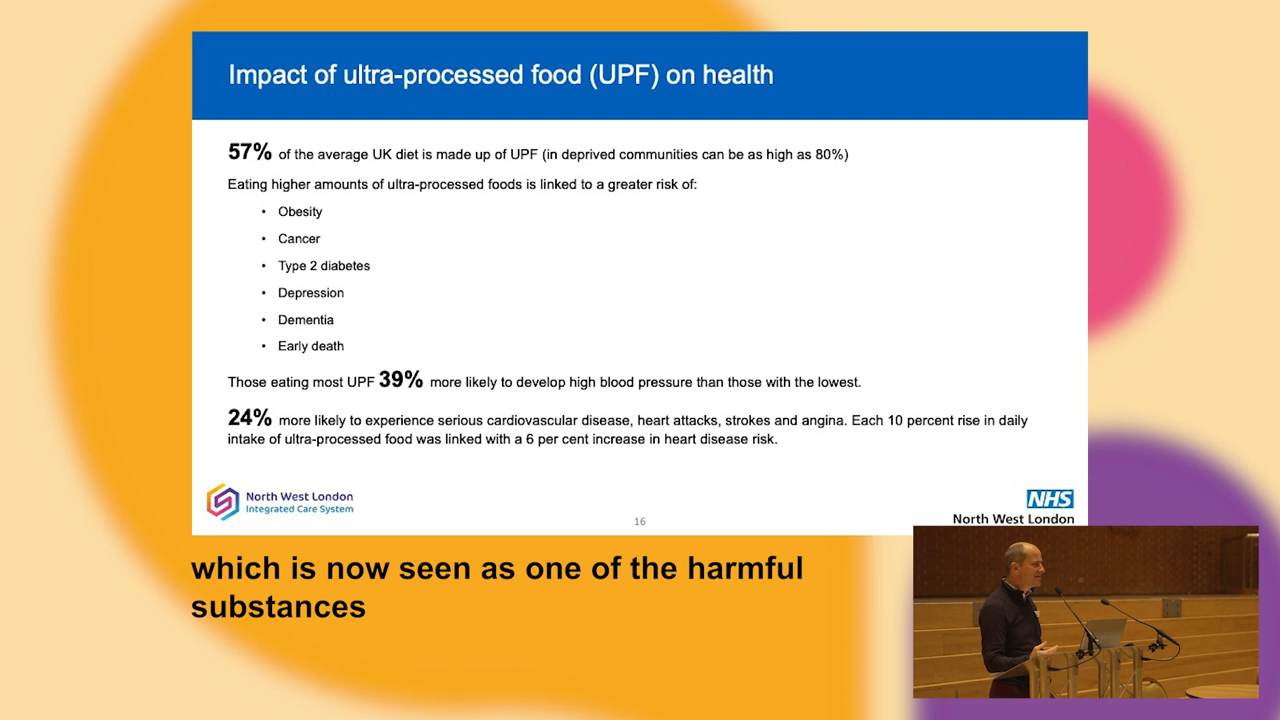 Impact of ultra-processed food (UPF) on health
57% of the average UK diet is made up of UPF (in deprived communities can be as high as 80%)
Eating higher amounts of ultra-processed foods is linked to a greater risk of:
• Obesity
• Cancer
• Type 2 diabetes
• Depression
• Dementia
• Early death
Those eating most UPF 39% more likely to develop high blood pressure than those with the lowest.
24% more likely to experience serious cardiovascular disease, heart attacks, strokes and angina. Each 10 percent rise in daily
intake of ultra-processed food was linked with a 6 per cent increase in heart disease risk.
North West London
Integrated Care System
16
NHS
North West London
which is now seen as one of the harmful
substances